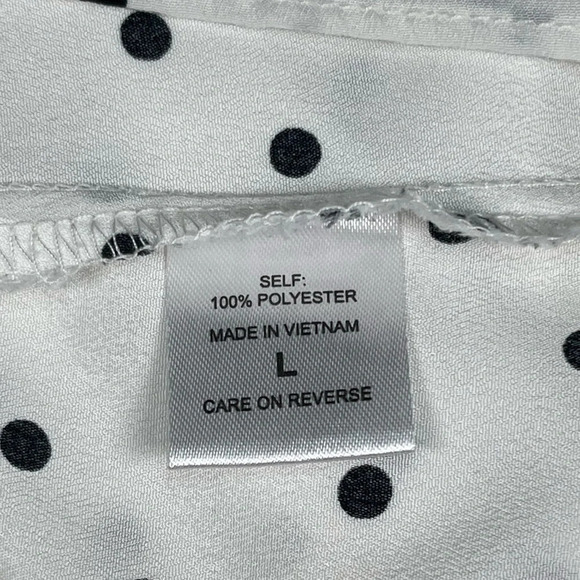 SELF:
100% POLYESTER
MADE IN VIETNAM
L
CARE ON REVERSE